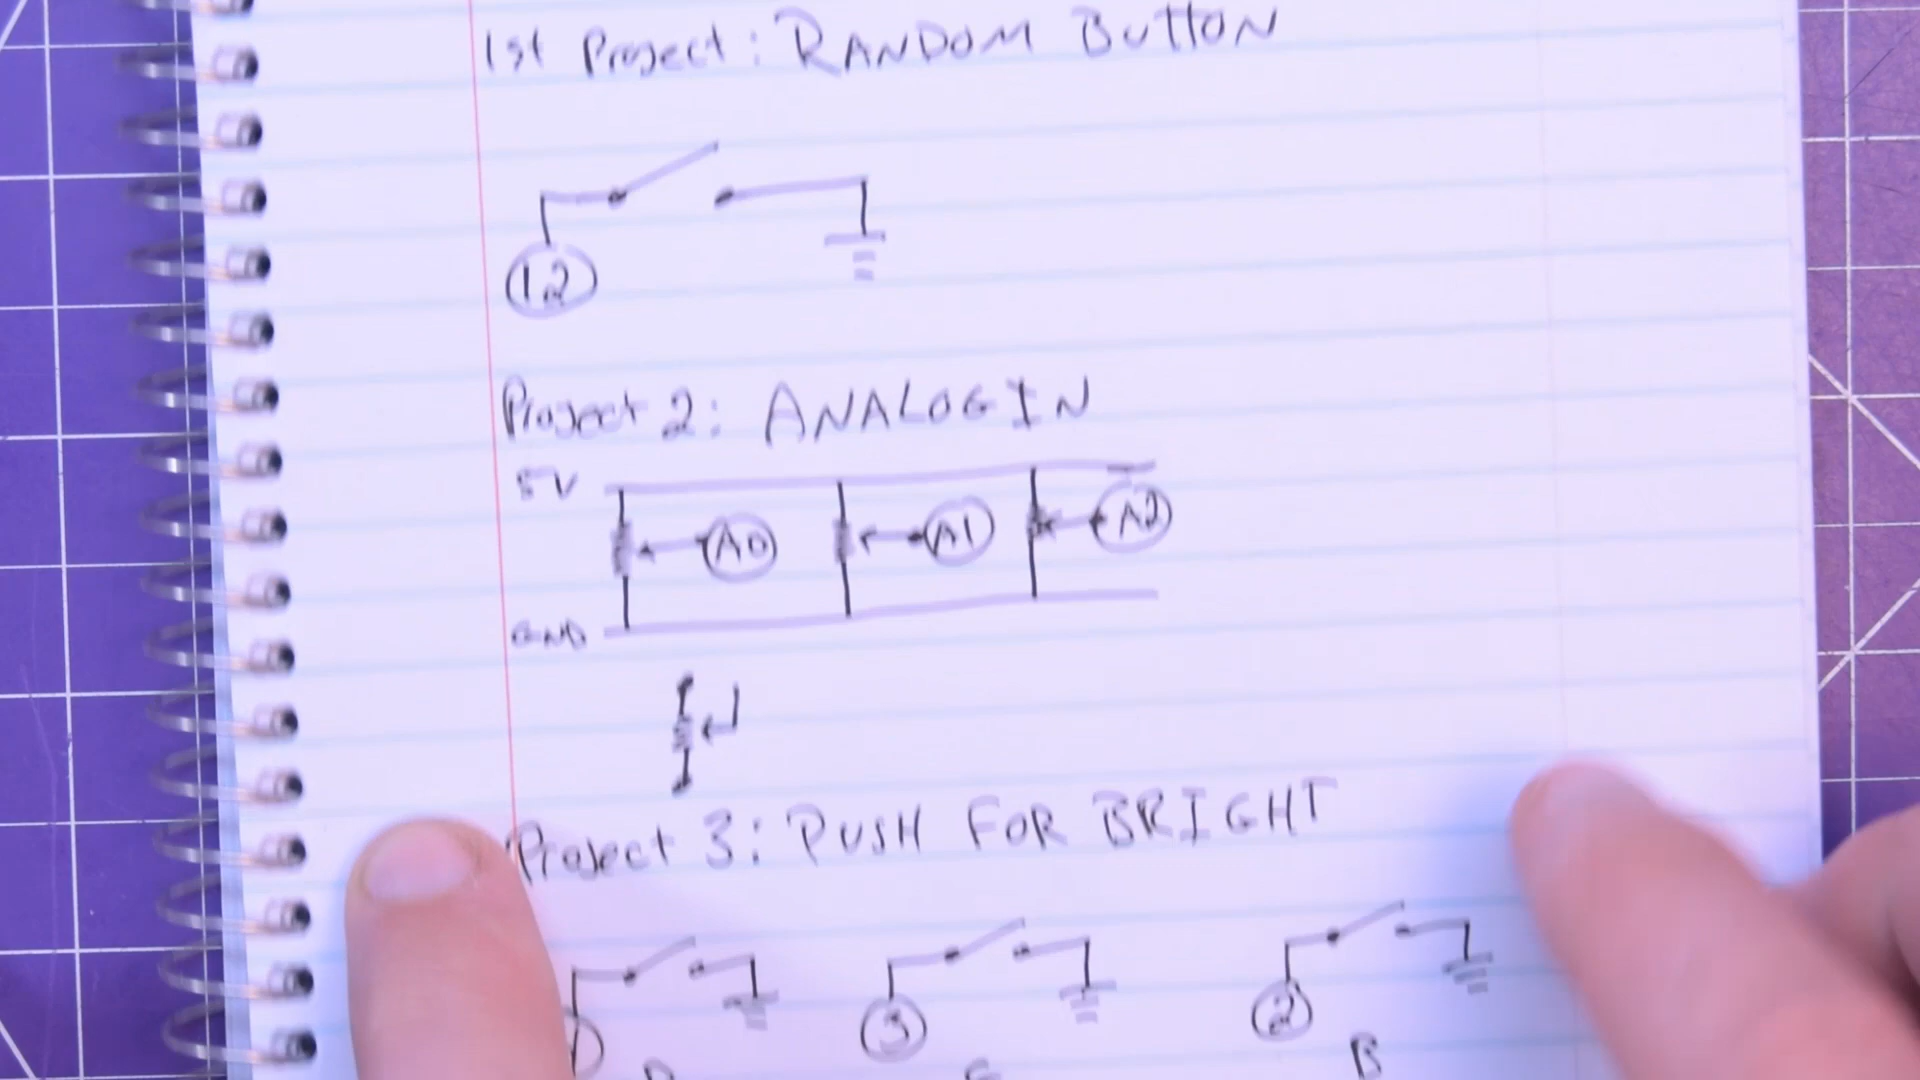 1st Project: RANDOM BUTTON
12
Project 2: ANALOG IN
5V
A0 A1 A2
GND
Project 3: PUSH FOR BRIGHT
3 2
B